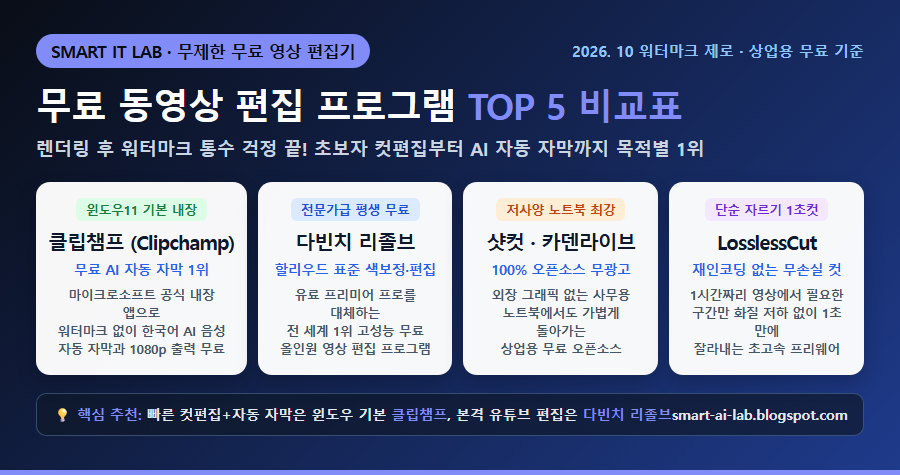 SMART IT LAB · 무제한 무료 영상 편집기
2026. 10 워터마크 제로 · 상업용 무료 기준
무료 동영상 편집 프로그램 TOP 5 비교표
렌더링 후 워터마크 통수 걱정 끝! 초보자 컷편집부터 AI 자동 자막까지 목적별 1위
윈도우11 기본 내장
클립챔프 (Clipchamp)
무료 AI 자동 자막 1위
마이크로소프트 공식 내장
앱으로
워터마크 없이 한국어 AI 음성
자동 자막과 1080p 출력 무료
전문가급 평생 무료
다빈치 리졸브
할리우드 표준 색보정·편집
유료 프리미어 프로를
대체하는
전 세계 1위 고성능 무료
올인원 영상 편집 프로그램
저사양 노트북 최강
샷컷 · 카덴라이브
100% 오픈소스 무광고
외장 그래픽 없는 사무용
노트북에서도 가볍게
돌아가는
상업용 무료 오픈소스
단순 자르기 1초컷
LosslessCut
재인코딩 없는 무손실 컷
1시간짜리 영상에서 필요한
구간만 화질 저하 없이 1초
만에
잘라내는 초고속 프리웨어
💡 핵심 추천: 빠른 컷편집+자동 자막은 윈도우 기본 클립챔프, 본격 유튜브 편집은 다빈치 리졸브smart-ai-lab.blogspot.com